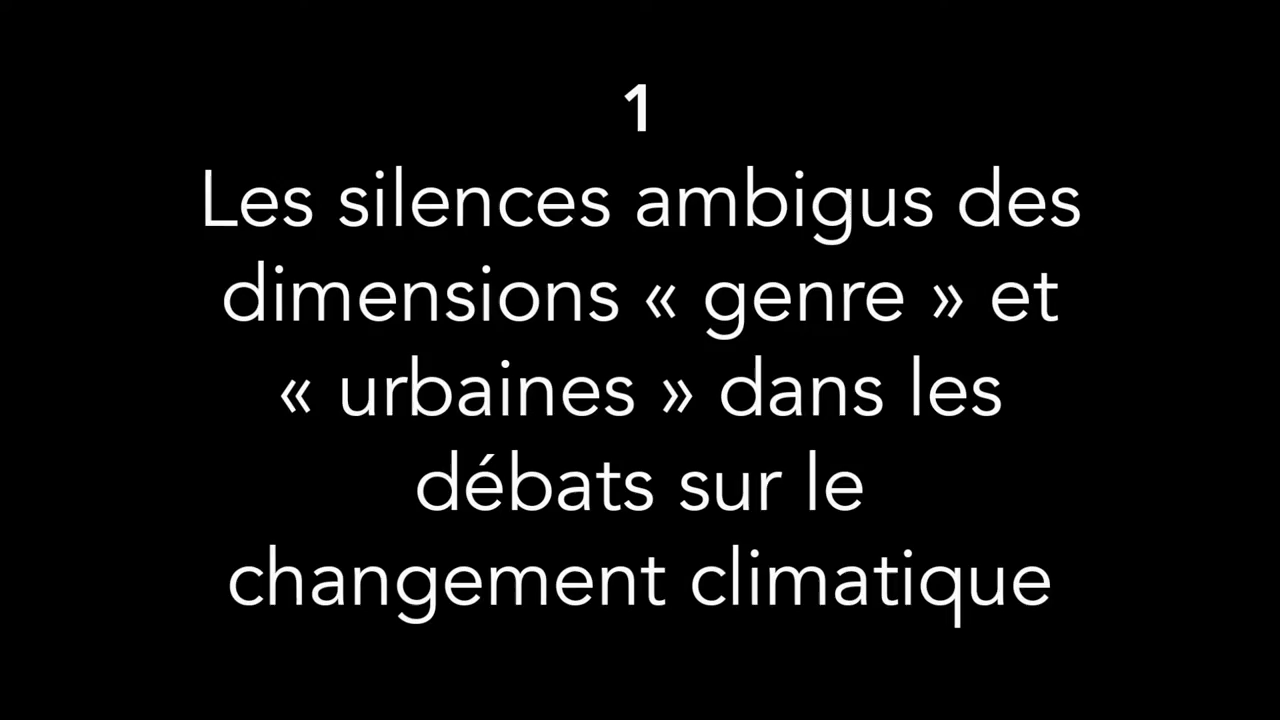 1
Les silences ambigus des
dimensions « genre » et
« urbaines » dans les
débats sur le
changement climatique